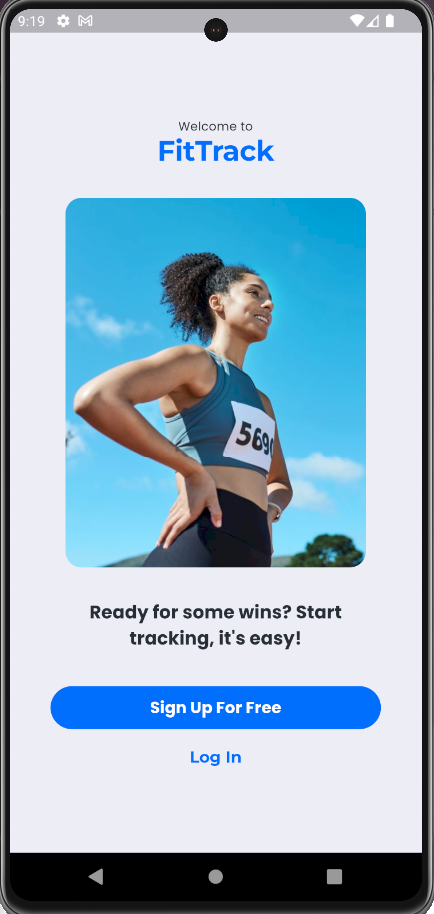 9:19
Welcome to
FitTrack
5690
Ready for some wins? Start
tracking, it's easy!
Sign Up For Free
Log In